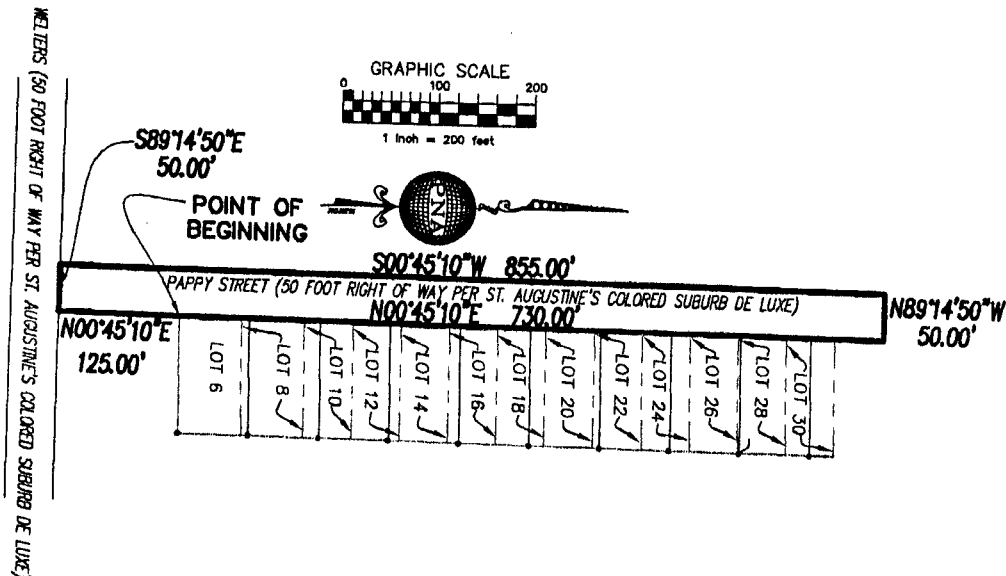 WELTERS (50 FOOT RIGHT OF WAY PER ST. AUGUSTINE'S COLORED SUBURB DE LUXE)
GRAPHIC SCALE
0 100 200
1 inch = 200 feet
S89°14'50"E
50.00'
POINT OF
BEGINNING
NORTH
PNA
S00°45'10"W 855.00'
PAPPY STREET (50 FOOT RIGHT OF WAY PER ST. AUGUSTINE'S COLORED SUBURB DE LUXE)
N00°45'10"E 730.00'
N89°14'50"W
50.00'
N00°45'10"E
125.00'
LOT 6
LOT 8
LOT 10
LOT 12
LOT 14
LOT 16
LOT 18
LOT 20
LOT 22
LOT 24
LOT 26
LOT 28
LOT 30